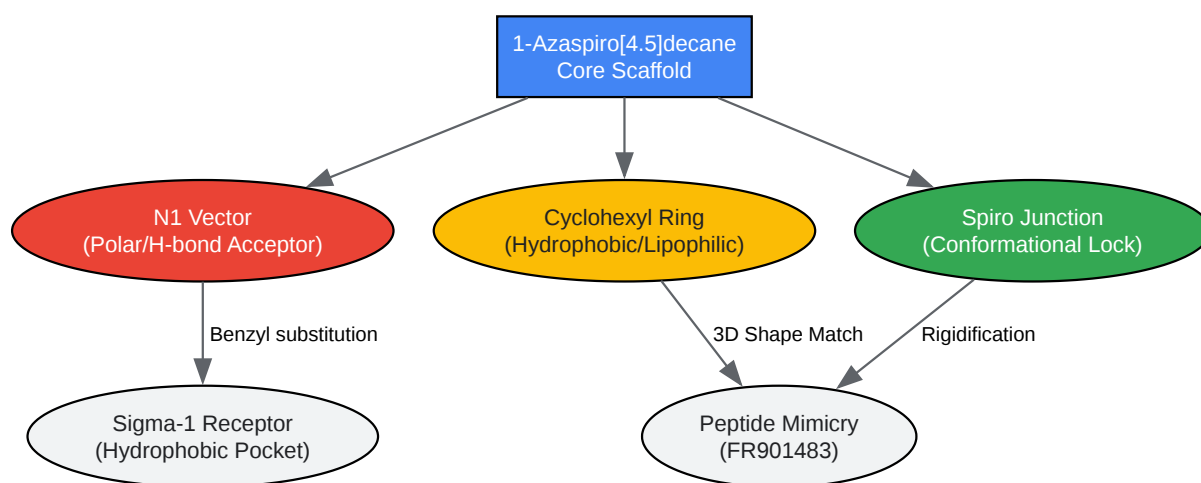 1-Azaspiro[4.5]decane
Core Scaffold
N1 Vector
(Polar/H-bond Acceptor)
Cyclohexyl Ring
(Hydrophobic/Lipophilic)
Spiro Junction
(Conformational Lock)
Benzyl substitution
3D Shape Match
Rigidification
Sigma-1 Receptor
(Hydrophobic Pocket)
Peptide Mimicry
(FR901483)